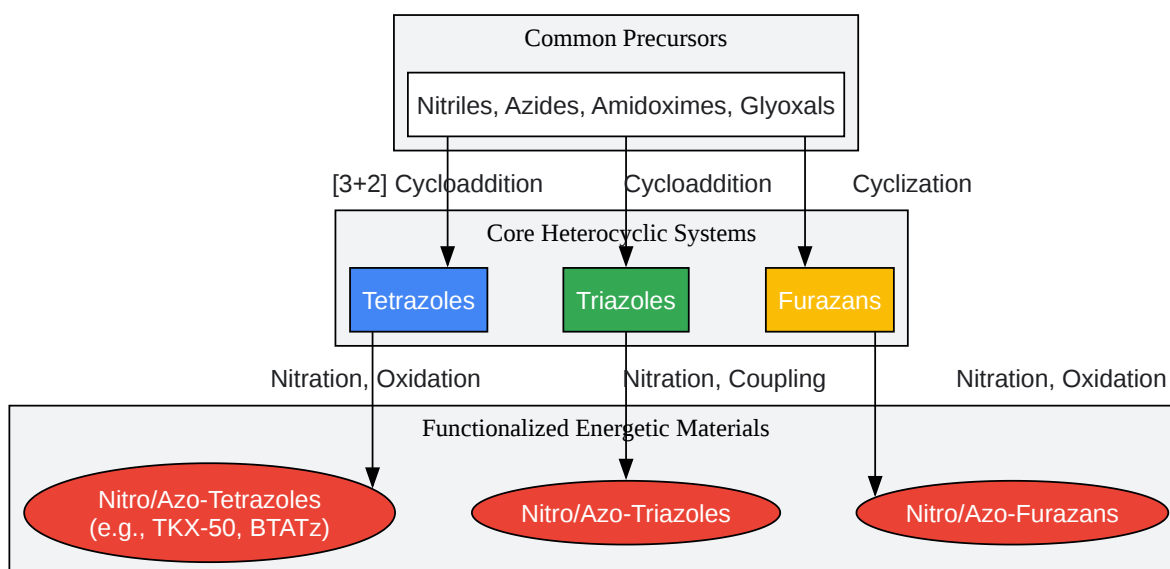 Common Precursors
Nitriles, Azides, Amidoximes, Glyoxals
[3+2] Cycloaddition
Cycloaddition
Cyclization
Core Heterocyclic Systems
Tetrazoles
Triazoles
Furazans
Nitration, Oxidation
Nitration, Coupling
Nitration, Oxidation
Functionalized Energetic Materials
Nitro/Azo-Tetrazoles
(e.g., TKX-50, BTATz)
Nitro/Azo-Triazoles
Nitro/Azo-Furazans